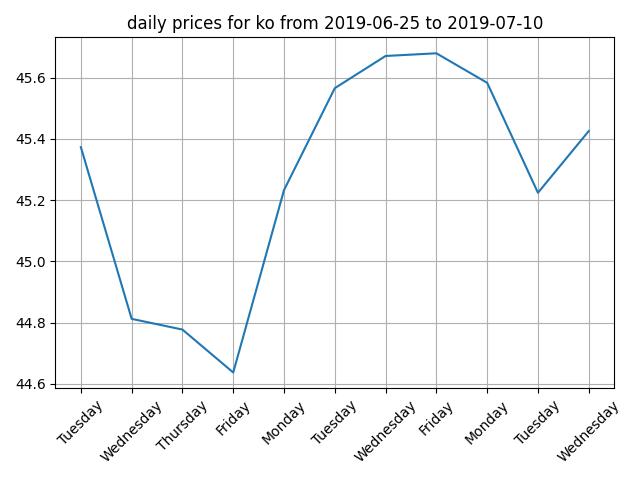 daily prices for ko from 2019-06-25 to 2019-07-10
45.6
45.4
45.2
45.0
44.8
44.6
Tuesday
Wednesday
Thursday
Friday
Monday
Tuesday
Wednesday
Friday
Monday
Tuesday
Wednesday